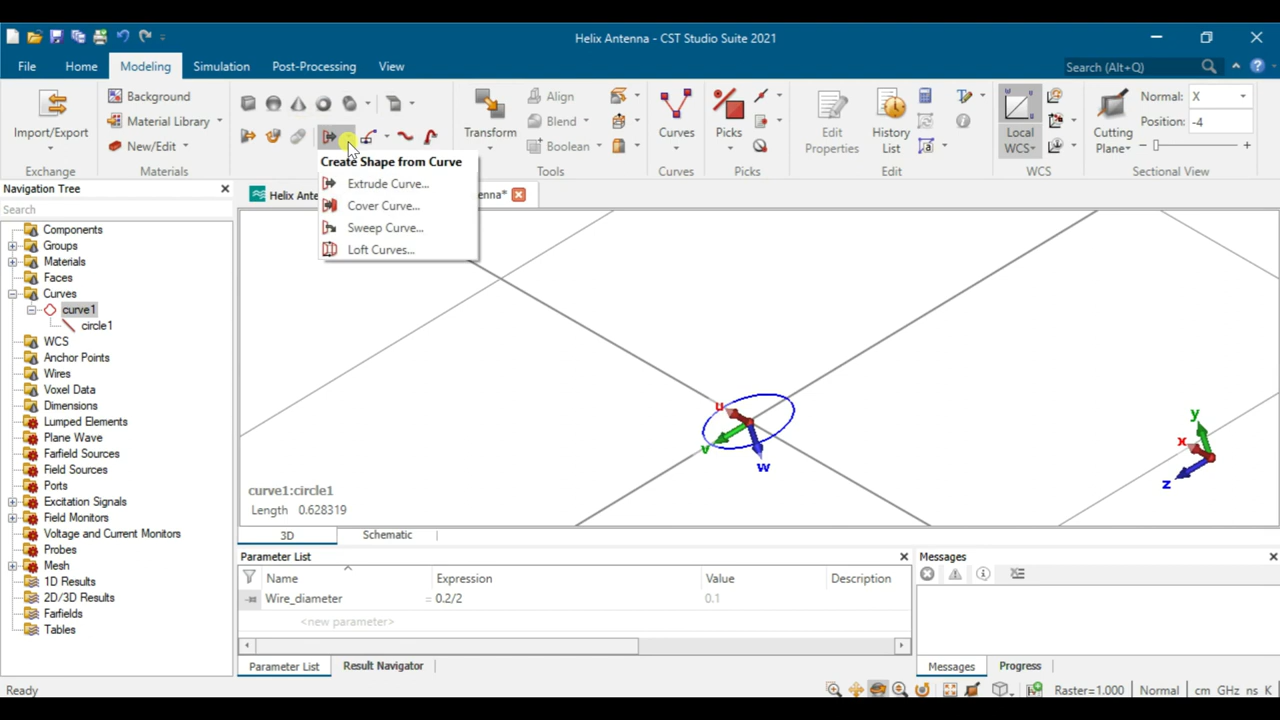 Helix Antenna - CST Studio Suite 2021
File Home Modeling Simulation Post-Processing View Search (Alt+Q)
Import/Export
Exchange
Background
Material Library
New/Edit
Materials
Create Shape from Curve
Extrude Curve...
Cover Curve...
Sweep Curve...
Loft Curves...
Transform
Align
Blend
Boolean
Tools
Curves
Curves
Picks
Picks
Edit
Properties
History
List
Edit
Local
WCS
WCS
Cutting
Plane
Normal: X
Position: -4
Sectional View
Navigation Tree
Search
Components
Groups
Materials
Faces
Curves
curve1
circle1
WCS
Anchor Points
Wires
Voxel Data
Dimensions
Lumped Elements
Plane Wave
Farfield Sources
Field Sources
Ports
Excitation Signals
Field Monitors
Voltage and Current Monitors
Probes
Mesh
1D Results
2D/3D Results
Farfields
Tables
Helix Ante
enna*
u
v
w
y
x
z
curve1:circle1
Length 0.628319
3D Schematic
Parameter List
Name Expression Value Description
Wire_diameter = 0.2/2 0.1
<new parameter>
Parameter List Result Navigator
Messages
Messages Progress
Ready Raster=1.000 Normal cm GHz ns K